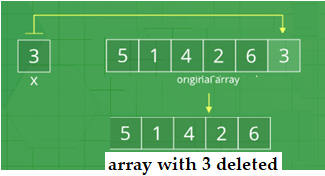 3 5 1 4 2 6 3
x original array
5 1 4 2 6
array with 3 deleted